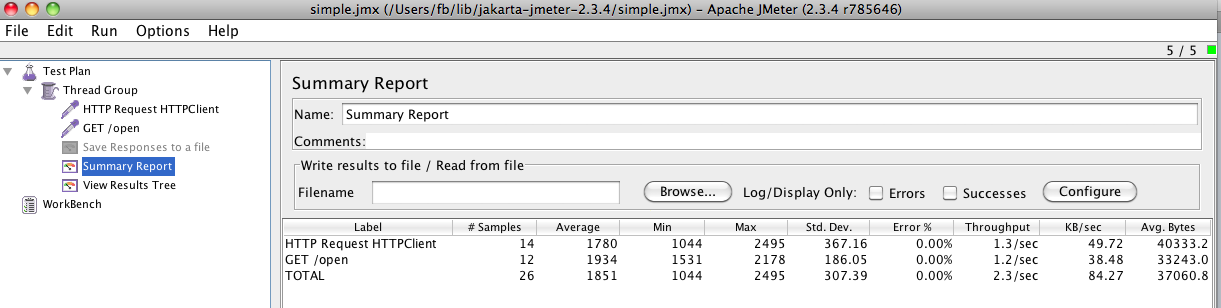 simple.jmx (/Users/fb/lib/jakarta-jmeter-2.3.4/simple.jmx) – Apache JMeter (2.3.4 r785646)
File Edit Run Options Help
5 / 5
Test Plan
Thread Group
HTTP Request HTTPClient
GET /open
Save Responses to a file
Summary Report
View Results Tree
WorkBench
Summary Report
Name: Summary Report
Comments:
Write results to file / Read from file
Filename Browse... Log/Display Only: Errors Successes Configure
Label # Samples Average Min Max Std. Dev. Error % Throughput KB/sec Avg. Bytes
HTTP Request HTTPClient 14 1780 1044 2495 367.16 0.00% 1.3/sec 49.72 40333.2
GET /open 12 1934 1531 2178 186.05 0.00% 1.2/sec 38.48 33243.0
TOTAL 26 1851 1044 2495 307.39 0.00% 2.3/sec 84.27 37060.8